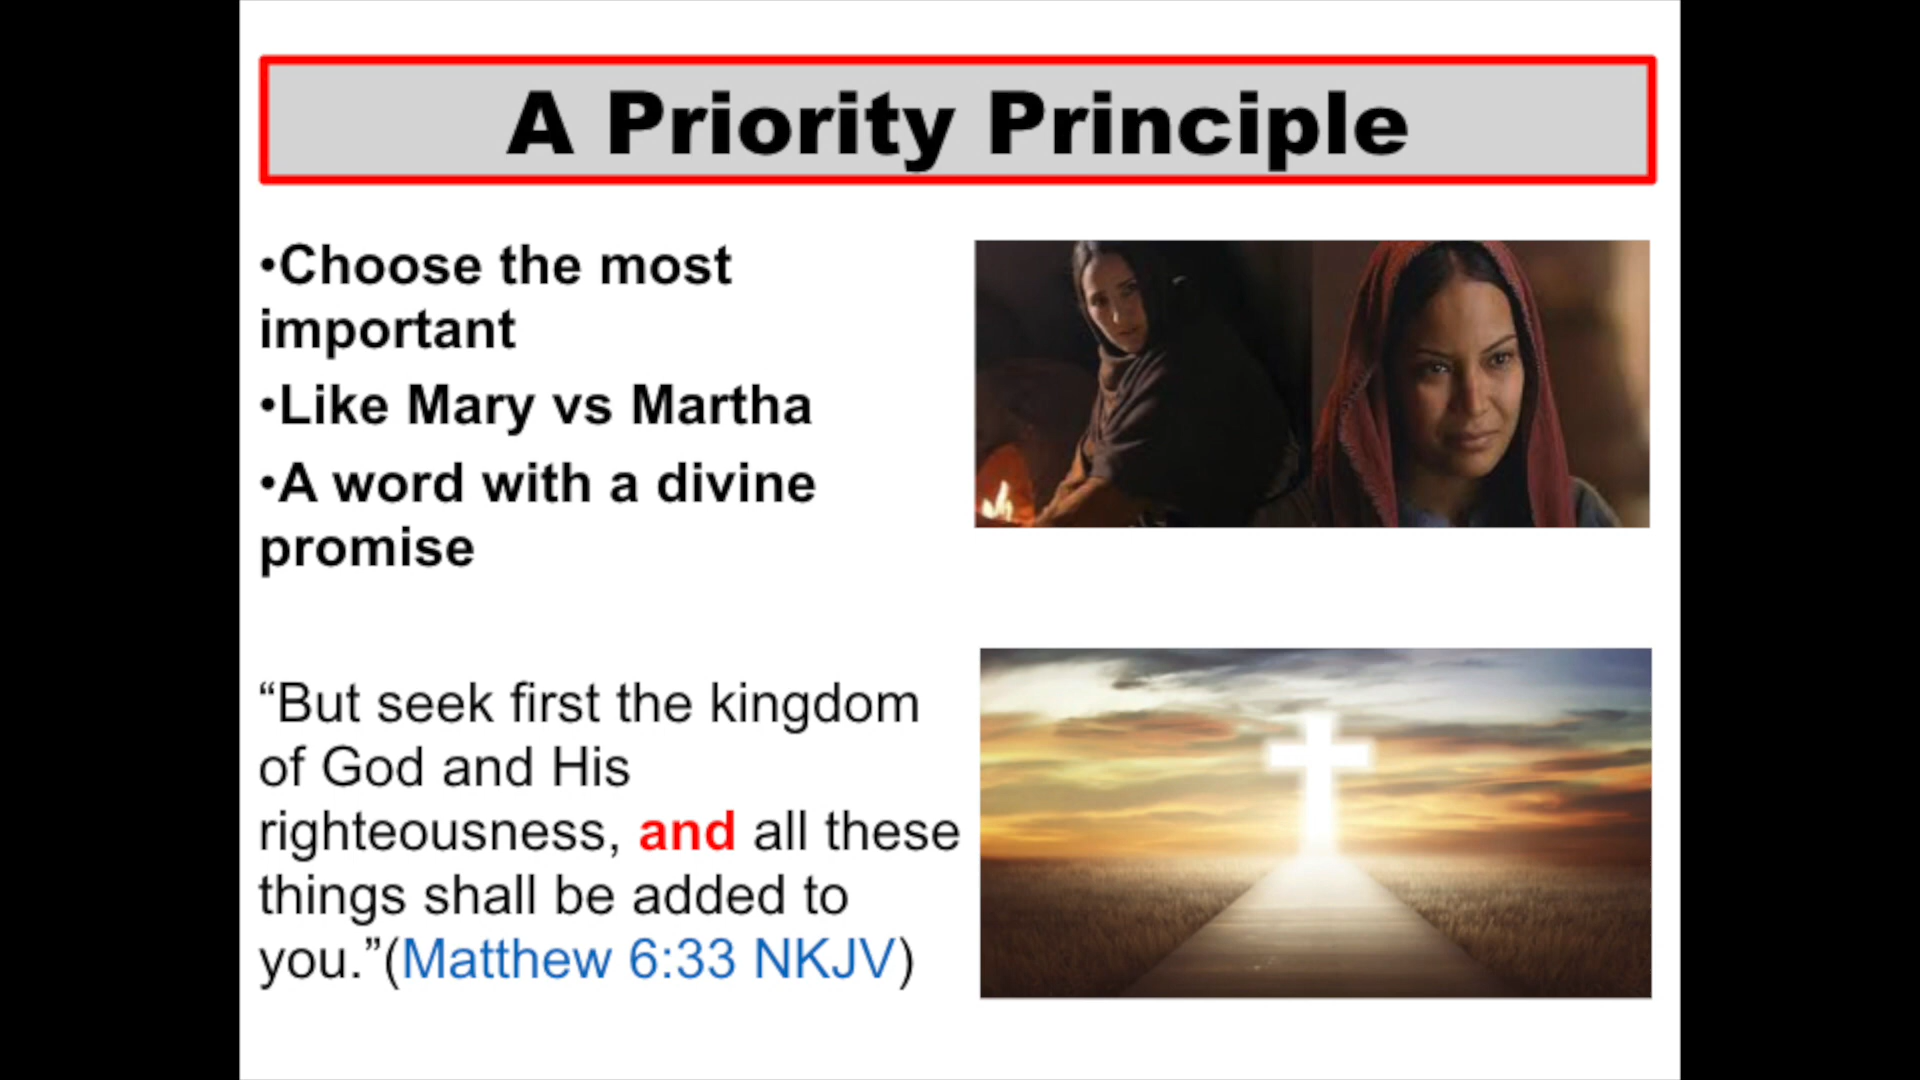 A Priority Principle
•Choose the most
important
•Like Mary vs Martha
•A word with a divine
promise
“But seek first the kingdom
of God and His
righteousness, and all these
things shall be added to
you.”(Matthew 6:33 NKJV)